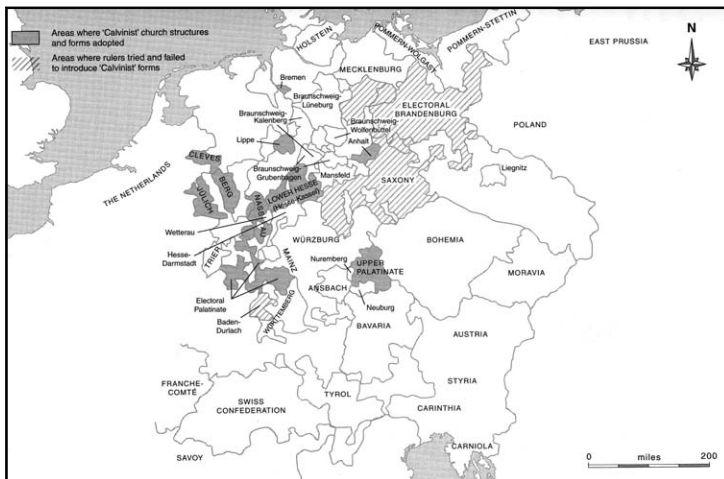 Areas where 'Calvinist' church structures
and forms adopted
Areas where rulers tried and failed
to introduce 'Calvinist' forms
N
HOLSTEIN
POMMERN-WOLGAST
POMMERN-STETTIN
EAST PRUSSIA
MECKLENBURG
Bremen
Braunschweig-
Lüneburg
ELECTORAL
BRANDENBURG
Braunschweig-
Kalenberg
Braunschweig-
Wolfenbüttel
Lippe
Anhalt
POLAND
CLEVES
Braunschweig-
Grubenhagen
Mansfeld
SAXONY
Liegnitz
THE NETHERLANDS
JÜLICH
BERG
NASSAU
LOWER HESSE
(Hesse-Kassel)
Wetterau
Hesse-
Darmstadt
TRIER
MAINZ
WÜRZBURG
BOHEMIA
Nuremberg
UPPER
PALATINATE
MORAVIA
ANSBACH
Electoral
Palatinate
Neuburg
Baden-
Durlach
WÜRTTEMBERG
BAVARIA
AUSTRIA
FRANCHE-
COMTÉ
SWISS
CONFEDERATION
TYROL
STYRIA
CARINTHIA
SAVOY
CARNIOLA
0 miles 200